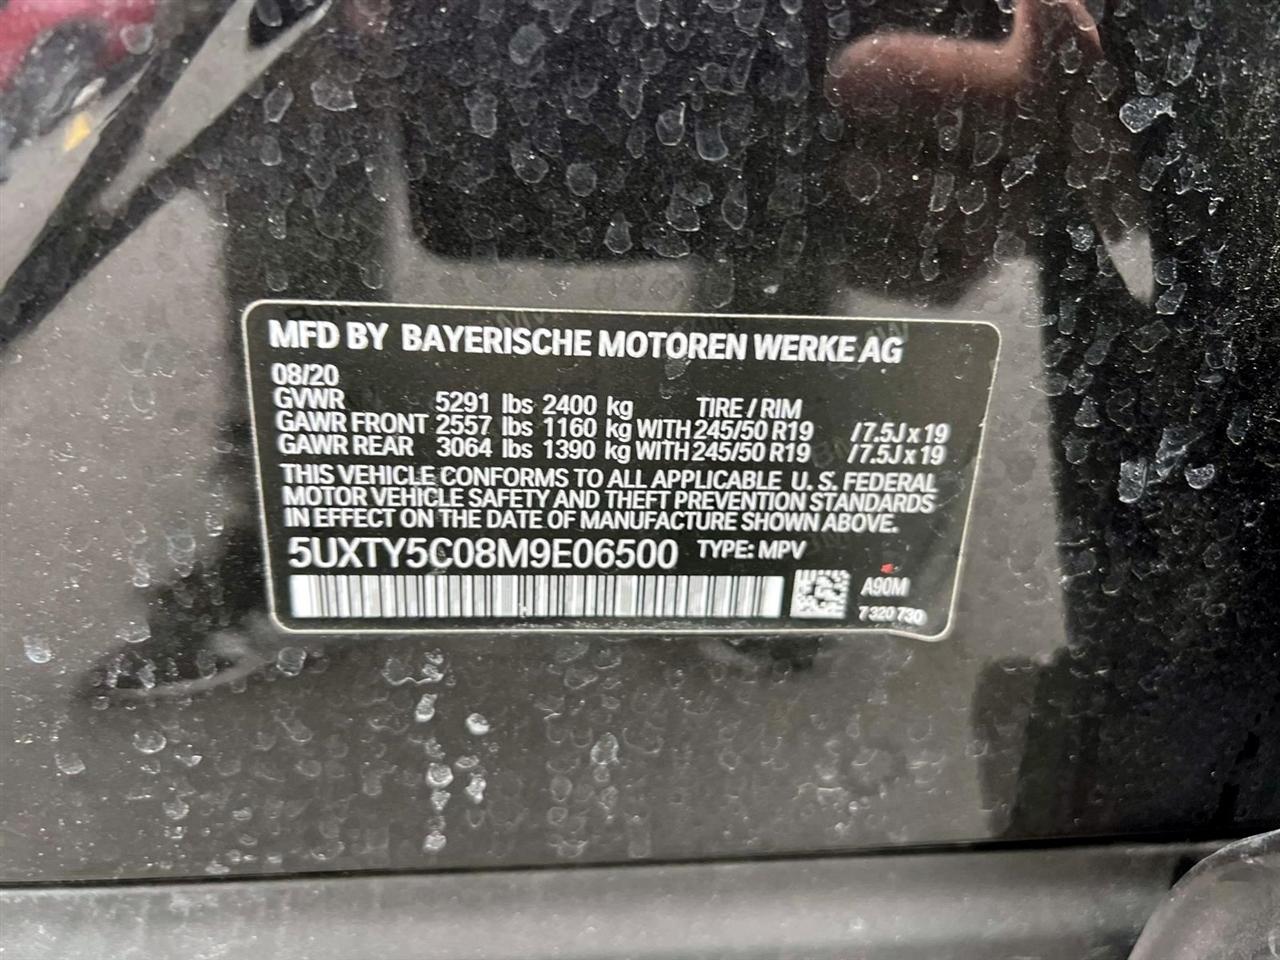 MFD BY BAYERISCHE MOTOREN WERKE AG
08/20
GVWR 5291 lbs 2400 kg TIRE / RIM
GAWR FRONT 2557 lbs 1160 kg WITH 245/50 R19 /7.5J x 19
GAWR REAR 3064 lbs 1390 kg WITH 245/50 R19 /7.5J x 19
THIS VEHICLE CONFORMS TO ALL APPLICABLE U. S. FEDERAL
MOTOR VEHICLE SAFETY AND THEFT PREVENTION STANDARDS
IN EFFECT ON THE DATE OF MANUFACTURE SHOWN ABOVE.
5UXTY5C08M9E06500 TYPE: MPV
A90M
7 320 730